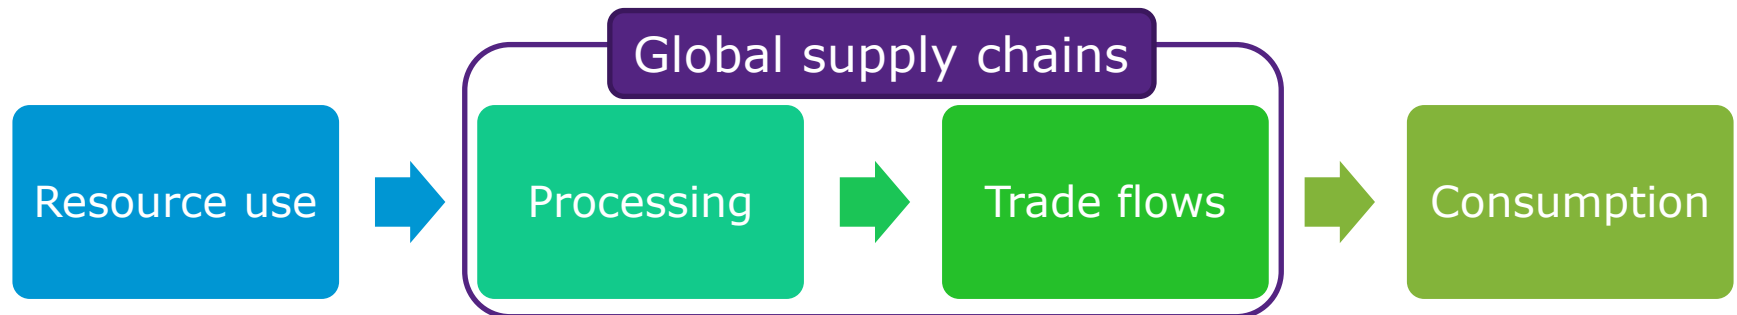 Global supply chains
Resource use
Processing
Trade flows
Consumption